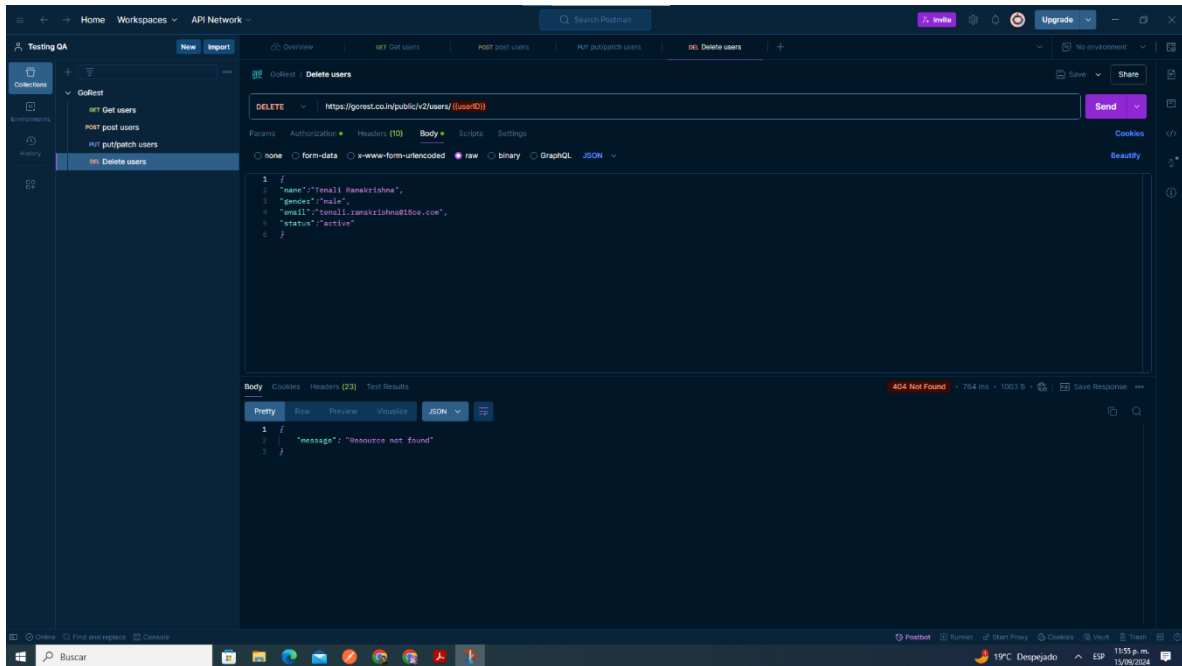 Home Workspaces API Network Search Postman Invite Upgrade
Testing QA New Import Overview GET Get users POST post users PUT put/patch users DEL Delete users No environment
Collections
Environments
History
GoRest
GET Get users
POST post users
PUT put/patch users
DEL Delete users
GoRest / Delete users Save Share
DELETE https://gorest.co.in/public/v2/users/{{userID}} Send
Params Authorization Headers (10) Body Scripts Settings Cookies
none form-data x-www-form-urlencoded raw binary GraphQL JSON Beautify
1 {
2 "name":"Tenali Ramakrishna",
3 "gender":"male",
4 "email":"tenali.ramakrishna@15ce.com",
5 "status":"active"
6 }
Body Cookies Headers (23) Test Results 404 Not Found 764 ms 1003 B Save Response
Pretty Raw Preview Visualize JSON
1 {
2 "message": "Resource not found"
3 }
Online Find and replace Console Postbot Runner Start Proxy Cookies Vault Trash
Buscar 19°C Despejado ESP 11:55 p. m.
15/09/2024